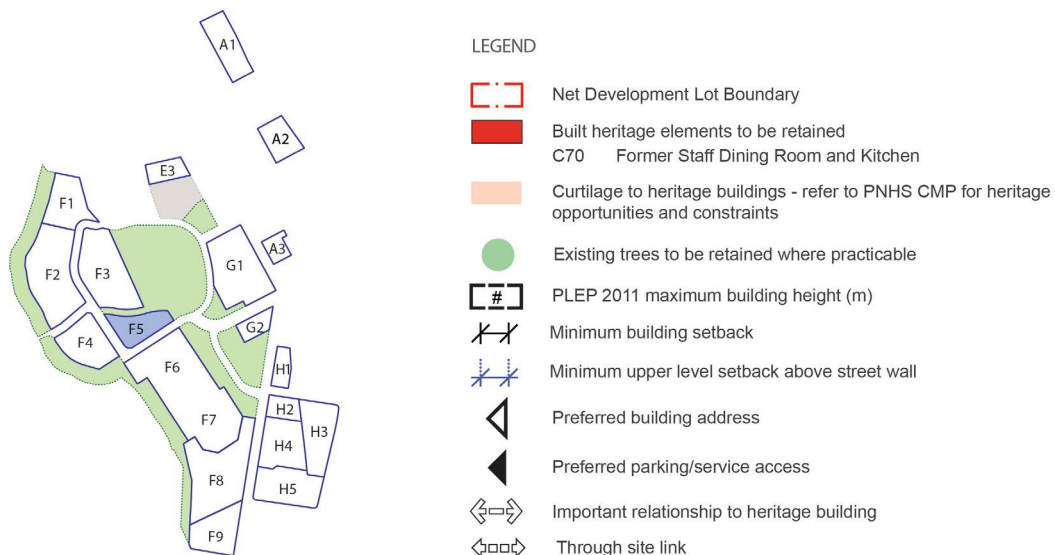 A1
A2
E3
F1
A3
G1
F2
F3
F5
G2
F4
F6
H1
H2
F7
H3
H4
F8
H5
F9
LEGEND
Net Development Lot Boundary
Built heritage elements to be retained
C70 Former Staff Dining Room and Kitchen
Curtilage to heritage buildings - refer to PNHS CMP for heritage
opportunities and constraints
Existing trees to be retained where practicable
# PLEP 2011 maximum building height (m)
Minimum building setback
Minimum upper level setback above street wall
Preferred building address
Preferred parking/service access
Important relationship to heritage building
Through site link